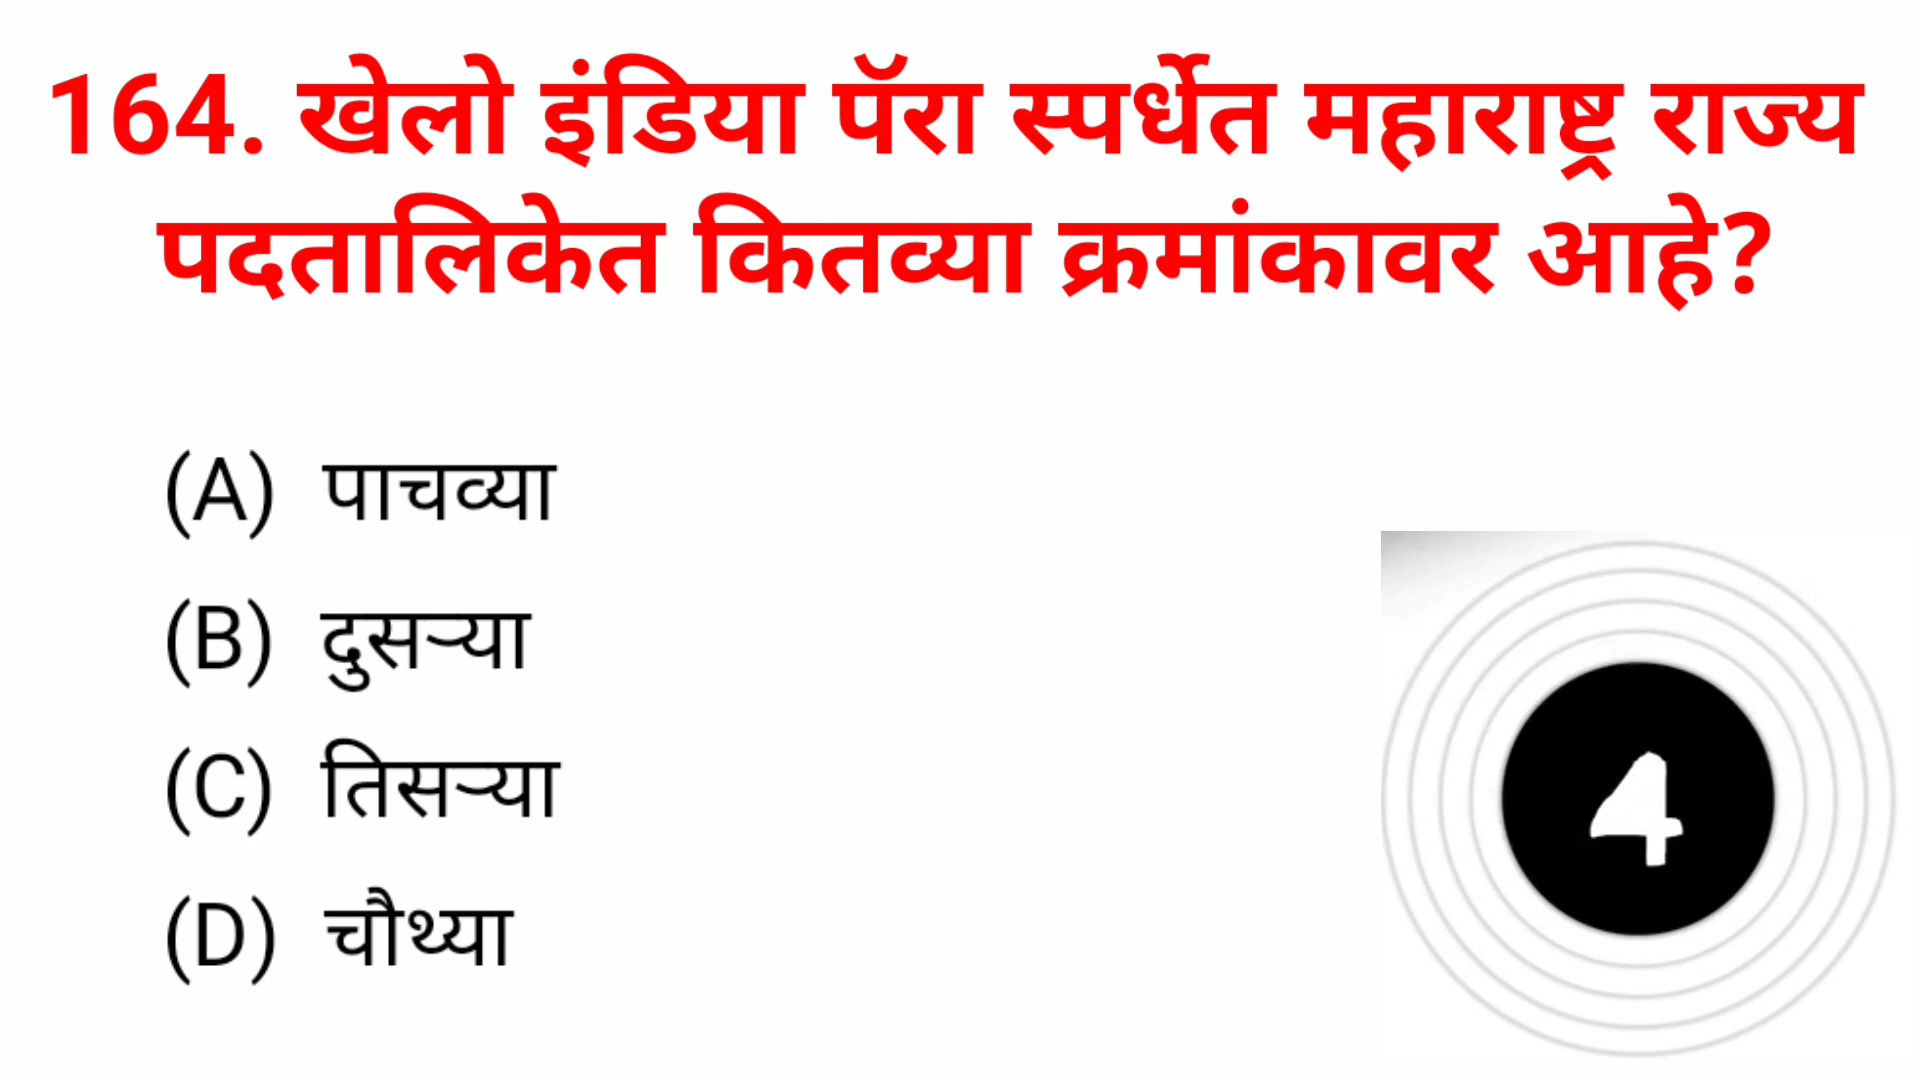 164. खेलो इंडिया पॅरा स्पर्धेत महाराष्ट्र राज्य
पदतालिकेत कितव्या क्रमांकावर आहे?
(A) पाचव्या
(B) दुसऱ्या
(C) तिसऱ्या
(D) चौथ्या
4